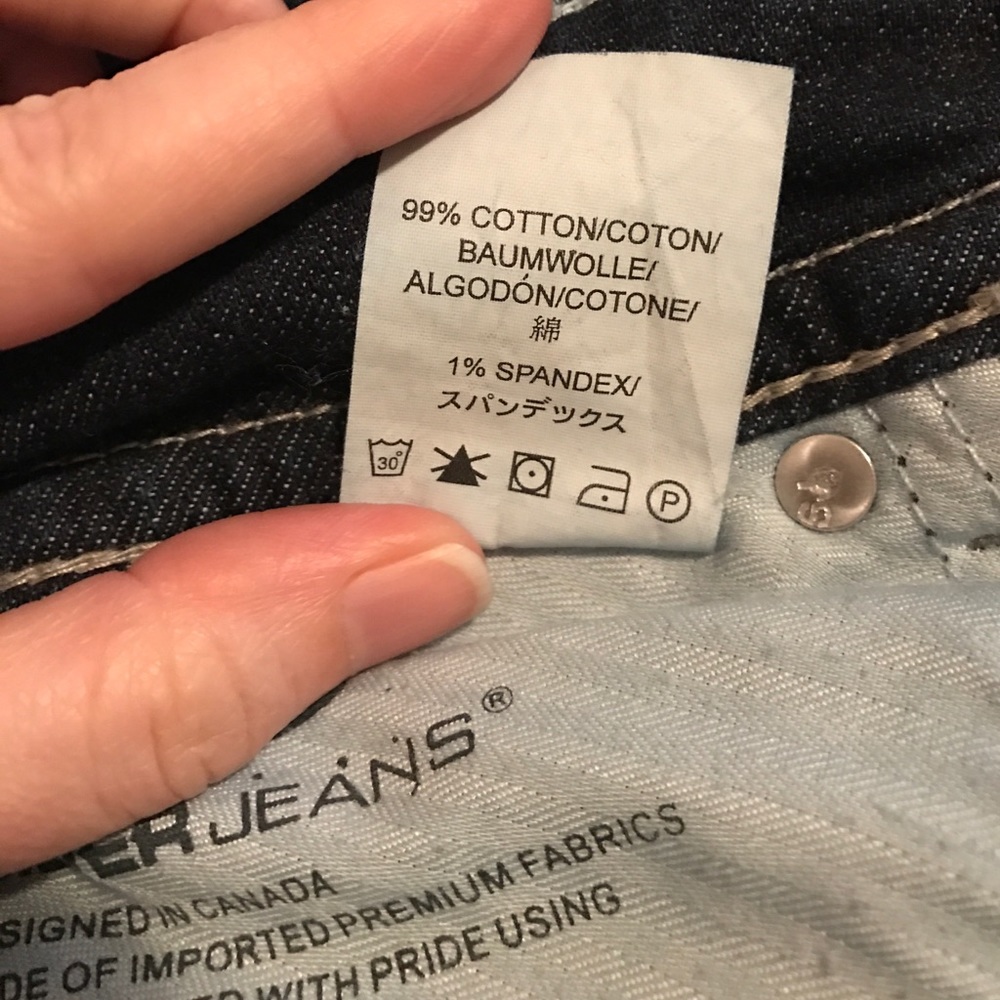 99% COTTON/COTON/
BAUMWOLLE/
ALGODÓN/COTONE/
綿
1% SPANDEX/
スパンデックス
30°
P
JEANS®
SIGNED IN CANADA
DE OF IMPORTED PREMIUM FABRICS
WITH PRIDE USING